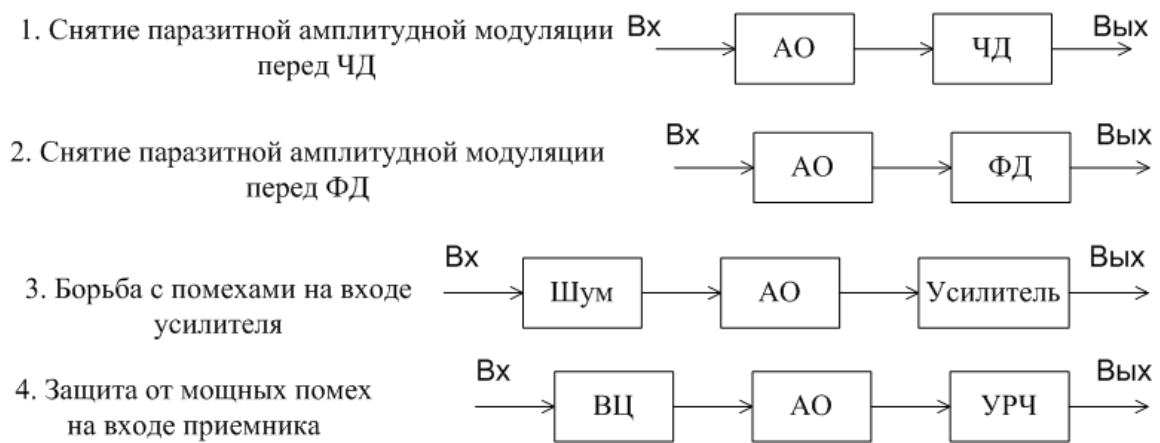 1. Снятие паразитной амплитудной модуляции
перед ЧД
Вх
АО
ЧД
Вых
2. Снятие паразитной амплитудной модуляции
перед ФД
Вх
АО
ФД
Вых
3. Борьба с помехами на входе
усилителя
Вх
Шум
АО
Усилитель
Вых
4. Защита от мощных помех
на входе приемника
Вх
ВЦ
АО
УРЧ
Вых